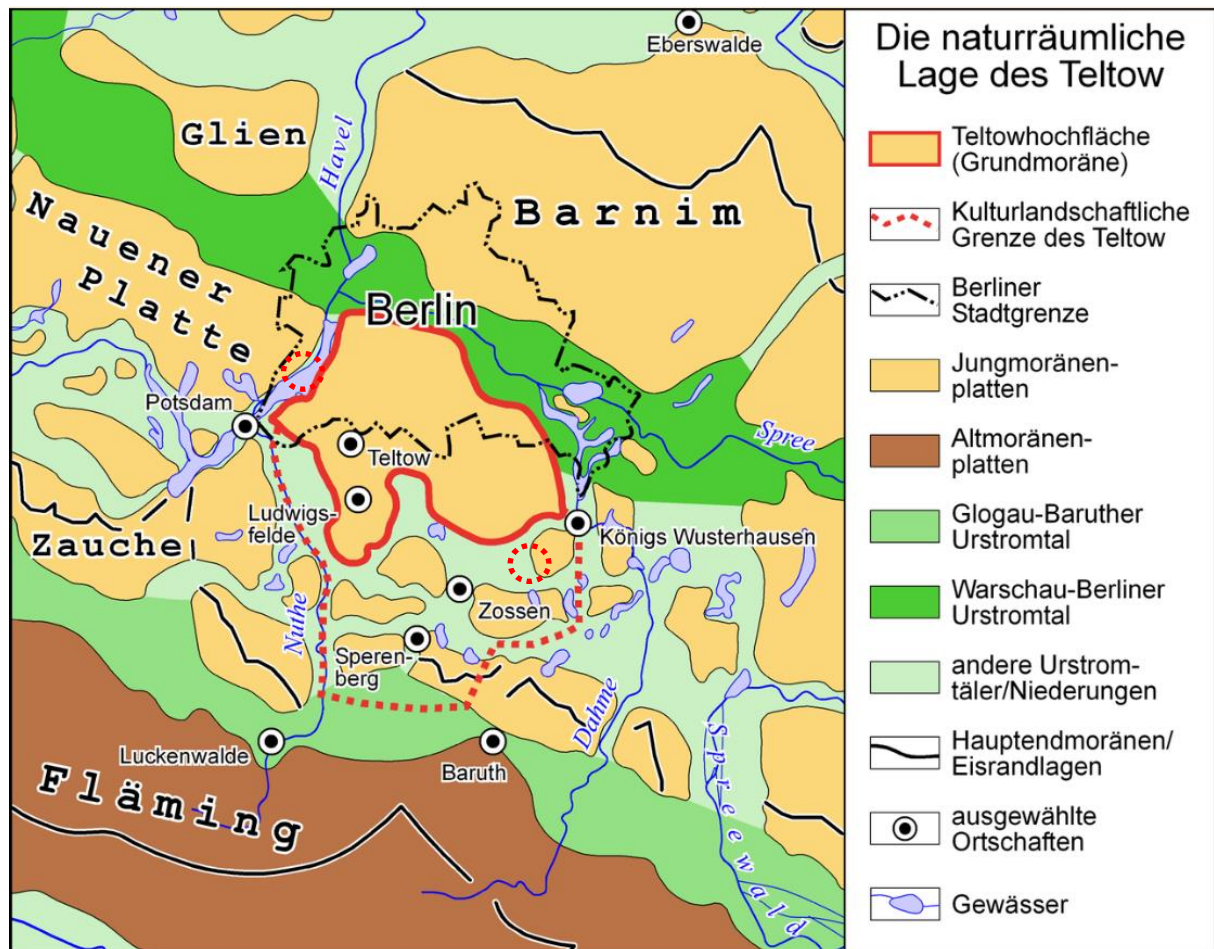 Eberswalde
Glien
Havel
Nauener
Platte
Barnim
Berlin
Potsdam
Teltow
Spree
Ludwigs-
felde
Zauche
Königs Wusterhausen
Nuthe
Zossen
Speren-
berg
Dahme
Luckenwalde
Baruth
Spreewald
Fläming
Die naturräumliche
Lage des Teltow
Teltowhochfläche
(Grundmoräne)
Kulturlandschaftliche
Grenze des Teltow
Berliner
Stadtgrenze
Jungmoränen-
platten
Altmoränen-
platten
Glogau-Baruther
Urstromtal
Warschau-Berliner
Urstromtal
andere Urstrom-
täler/Niederungen
Hauptendmoränen/
Eisrandlagen
ausgewählte
Ortschaften
Gewässer